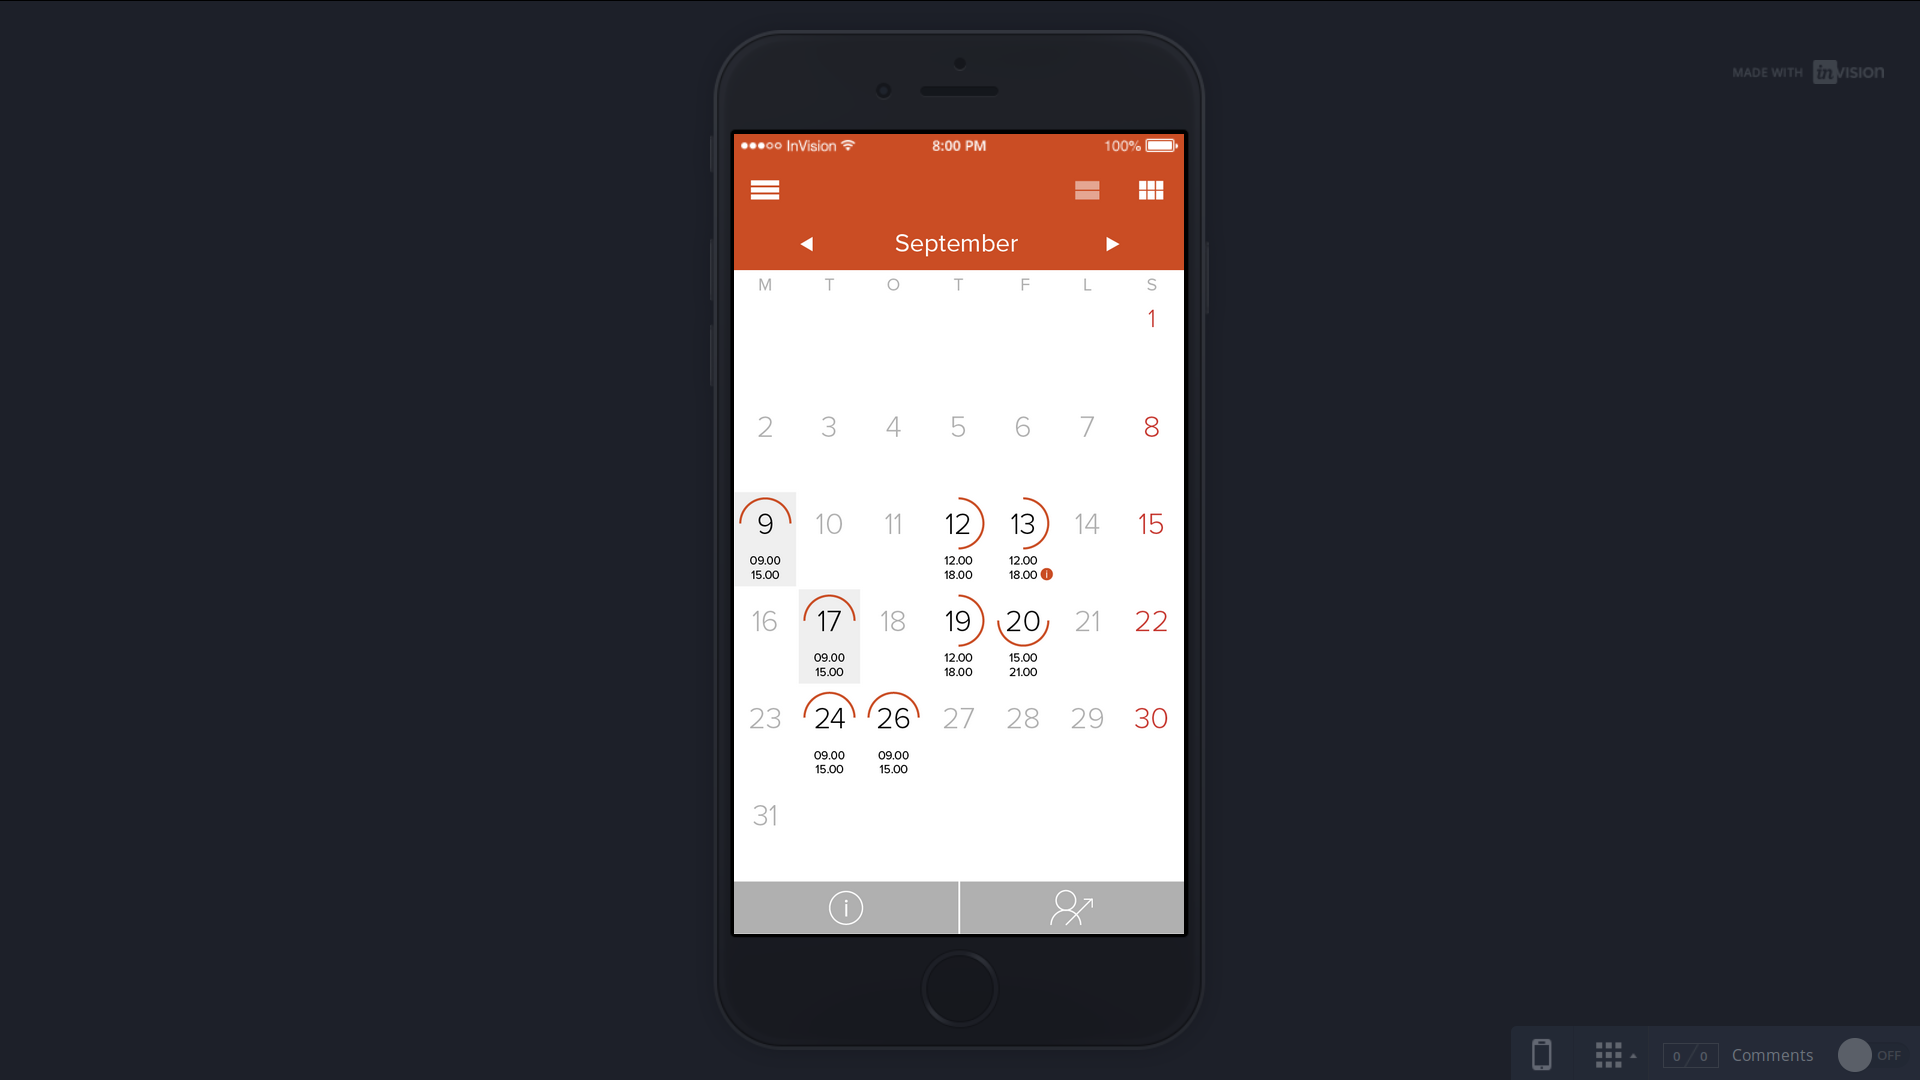 MADE WITH inVISION
InVision 8:00 PM 100%
September
M T O T F L S
1
2 3 4 5 6 7 8
9 10 11 12 13 14 15
09.00 12.00 12.00
15.00 18.00 18.00 i
16 17 18 19 20 21 22
09.00 12.00 15.00
15.00 18.00 21.00
23 24 26 27 28 29 30
09.00 09.00
15.00 15.00
31
i
0 / 0 Comments OFF